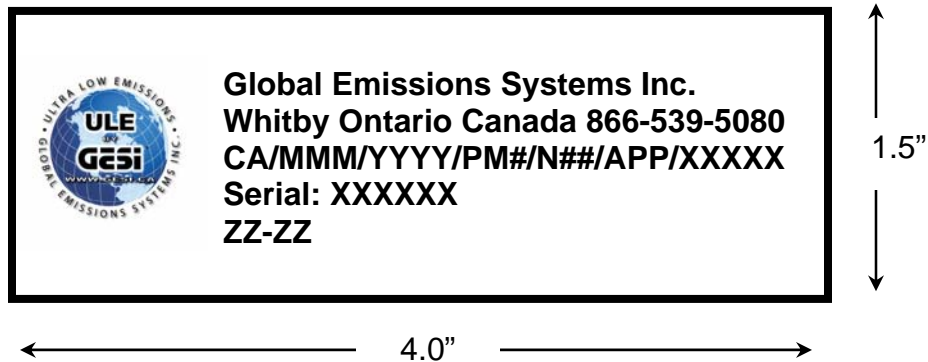 ULTRA LOW EMISSIONS
ULE
by
GESi
www.gesi.ca
GLOBAL EMISSIONS SYSTEMS INC.
Global Emissions Systems Inc.
Whitby Ontario Canada 866-539-5080
CA/MMM/YYYY/PM#/N##/APP/XXXXX
Serial: XXXXXX
ZZ-ZZ
1.5”
4.0”